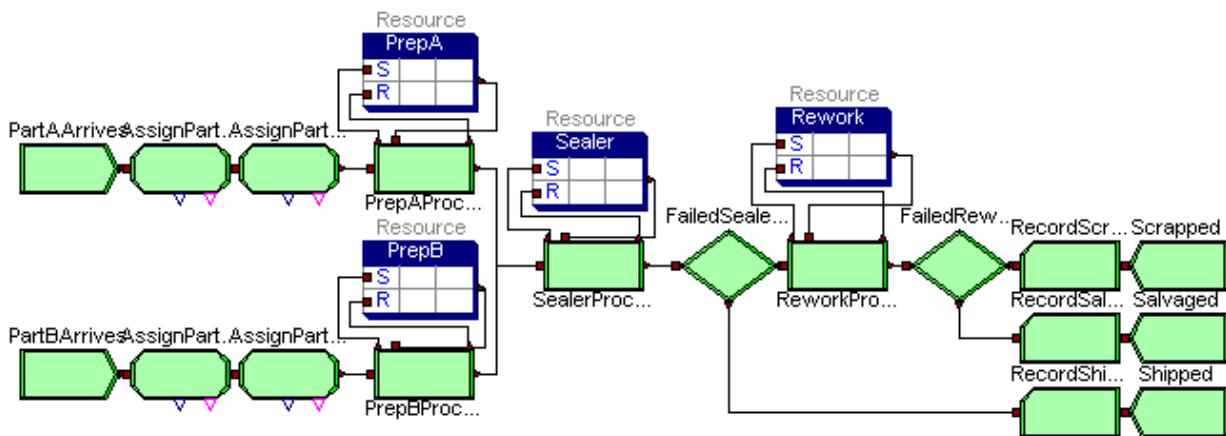 Resource
PrepA
S
R
PartAArrives
AssignPart...
AssignPart...
PrepAProc...
Resource
Sealer
S
R
Resource
Rework
S
R
Resource
PrepB
S
R
FailedSeale...
FailedRew...
RecordScr...
Scrapped
SealerProc...
ReworkPro...
RecordSal...
Salvaged
PartBArrives
AssignPart...
AssignPart...
PrepBProc...
RecordShi...
Shipped